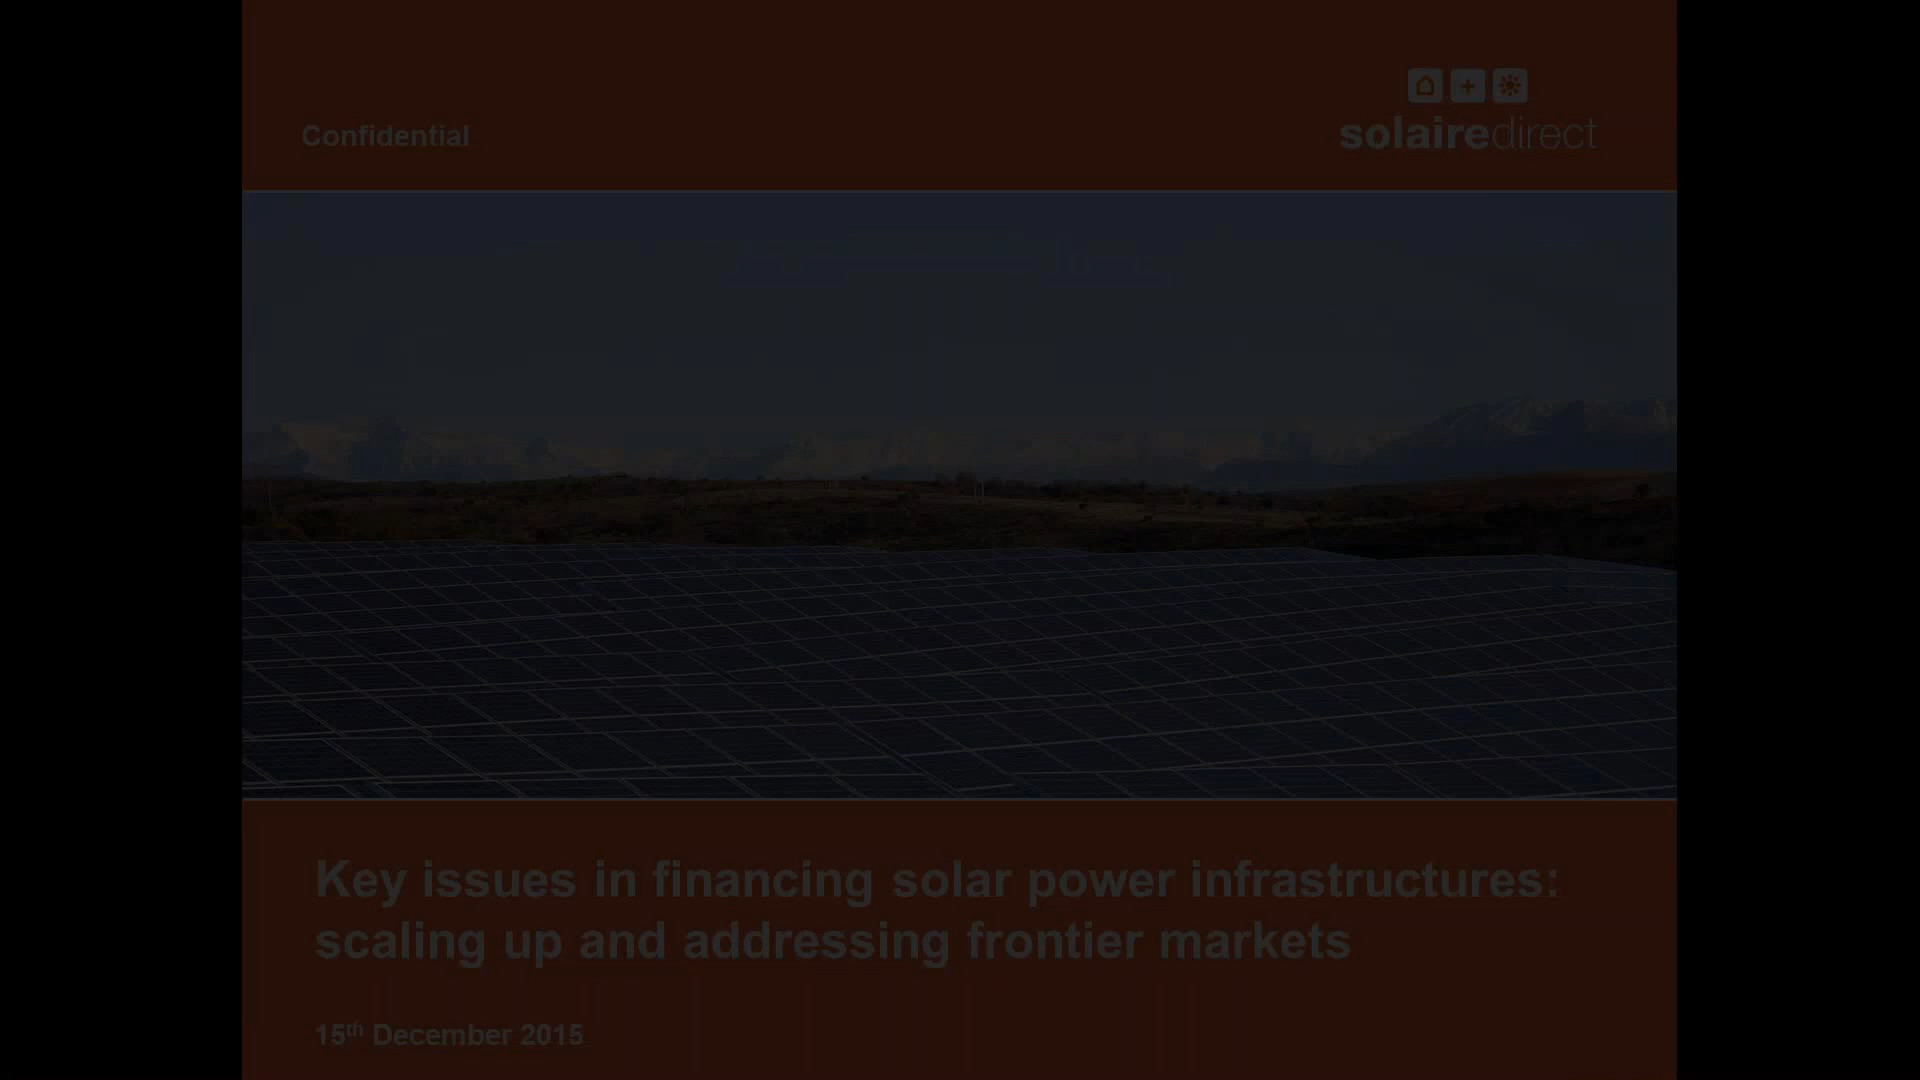 Confidential
solairedirect
Key issues in financing solar power infrastructures:
scaling up and addressing frontier markets
15th December 2015